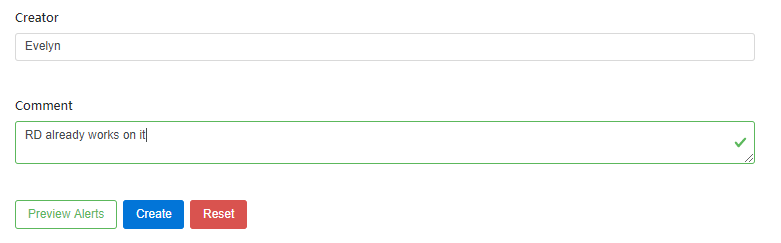 Creator
Evelyn
Comment
RD already works on it
Preview Alerts Create Reset